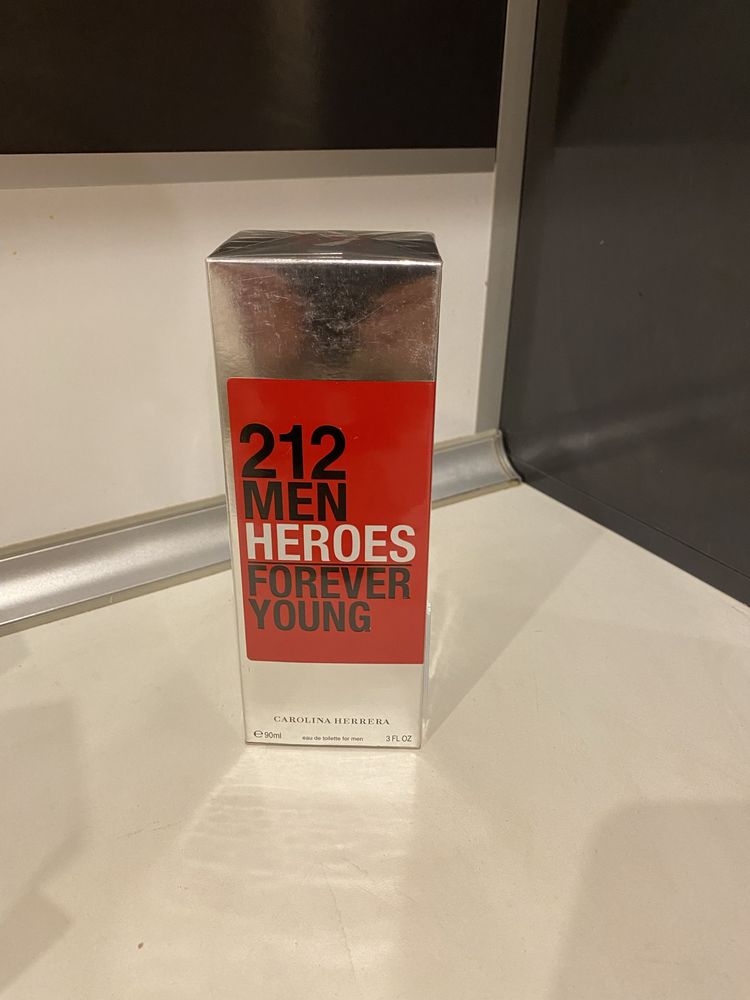 212
MEN
HEROES
FOREVER
YOUNG
CAROLINA HERRERA
℮ 90ml eau de toilette for men 3 FL OZ